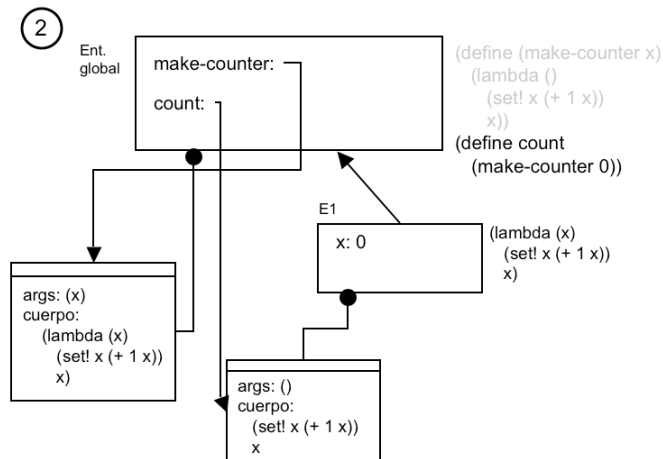 2
Ent.
global
make-counter:
count:
(define (make-counter x)
(lambda ()
(set! x (+ 1 x))
x))
(define count
(make-counter 0))
E1
x: 0
(lambda (x)
(set! x (+ 1 x))
x)
args: (x)
cuerpo:
(lambda (x)
(set! x (+ 1 x))
x)
args: ()
cuerpo:
(set! x (+ 1 x))
x